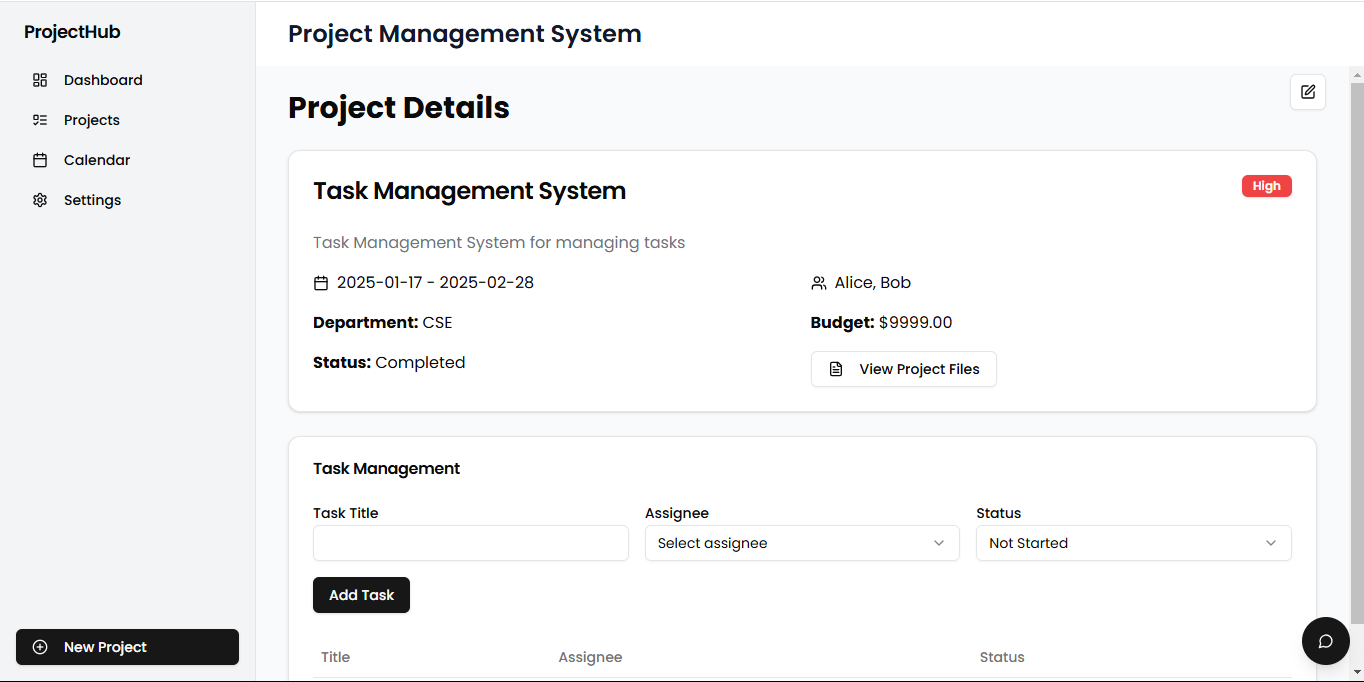 ProjectHub
Dashboard
Projects
Calendar
Settings
New Project
Project Management System
Project Details
Task Management System
High
Task Management System for managing tasks
2025-01-17 - 2025-02-28
Alice, Bob
Department: CSE
Budget: $9999.00
Status: Completed
View Project Files
Task Management
Task Title
Assignee
Status
Select assignee
Not Started
Add Task
Title
Assignee
Status